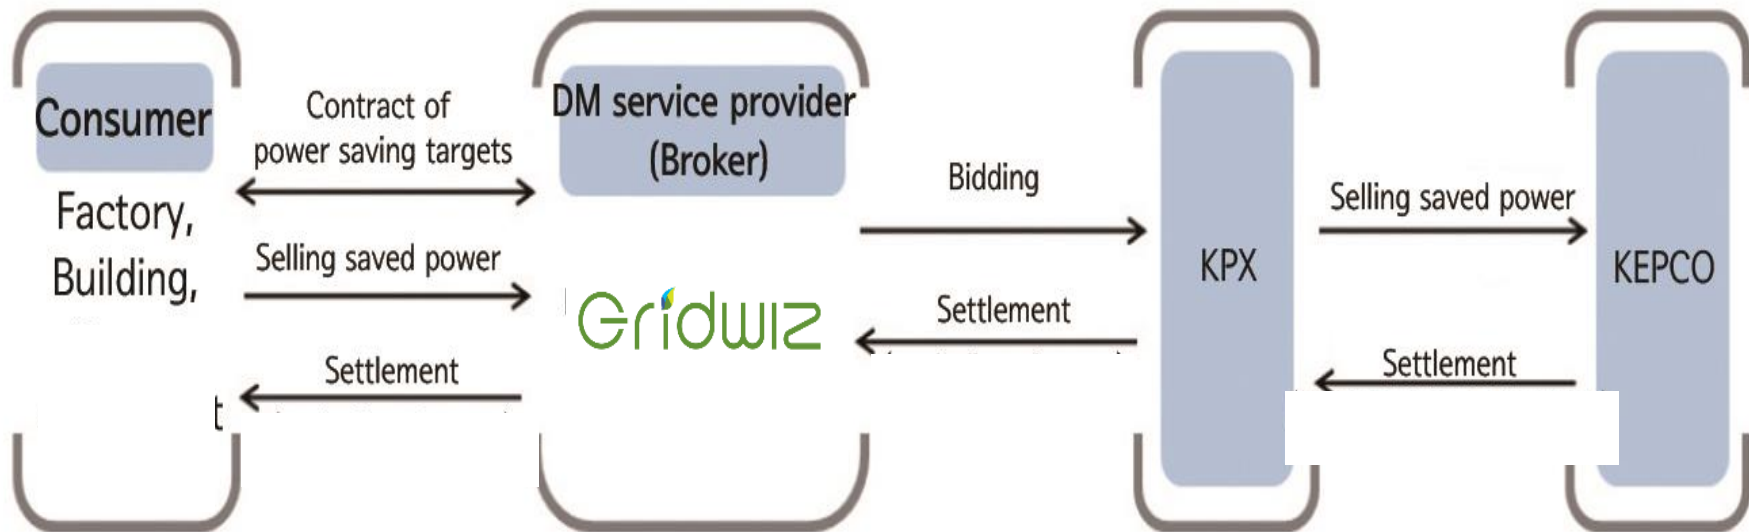 Consumer
Factory,
Building,
t
Contract of
power saving targets
Selling saved power
Settlement
DM service provider
(Broker)
Gridwiz
Bidding
Settlement
KPX
Selling saved power
Settlement
KEPCO